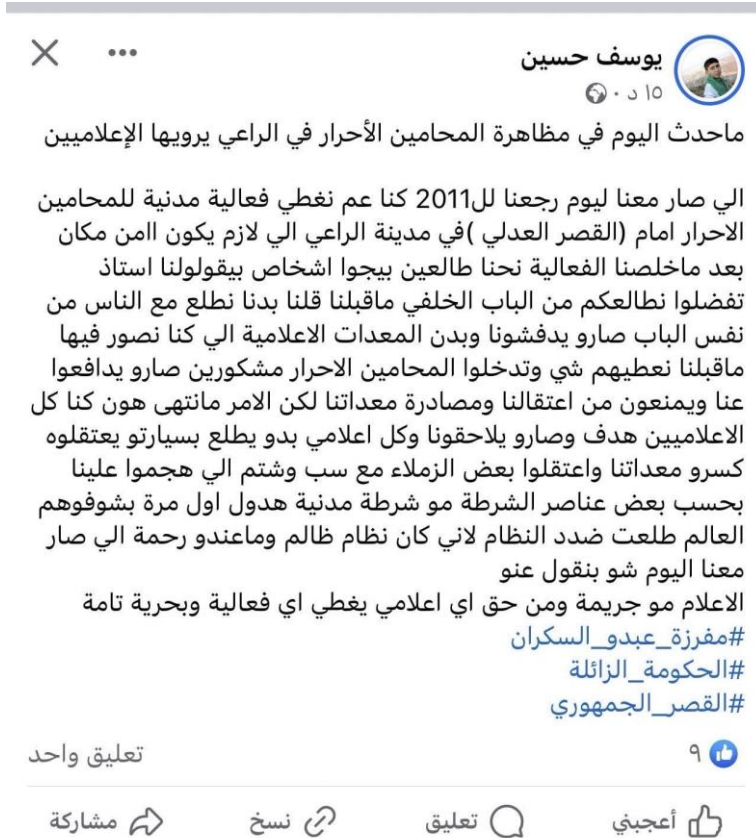 يوسف حسين
١٥ د ·
ماحدث اليوم في مظاهرة المحامين الأحرار في الراعي يرويها الإعلاميين
الي صار معنا ليوم رجعنا لل2011 كنا عم نغطي فعالية مدنية للمحامين
الاحرار امام (القصر العدلي )في مدينة الراعي الي لازم يكون اامن مكان
بعد ماخلصنا الفعالية نحنا طالعين بيجوا اشخاص بيقولولنا استاذ
تفضلوا نطالعكم من الباب الخلفي ماقبلنا قلنا بدنا نطلع مع الناس من
نفس الباب صارو يدفشونا وبدن المعدات الاعلامية الي كنا نصور فيها
ماقبلنا نعطيهم شي وتدخلوا المحامين الاحرار مشكورين صارو يدافعوا
عنا ويمنعون من اعتقالنا ومصادرة معداتنا لكن الامر مانتهى هون كنا كل
الاعلاميين هدف وصارو يلاحقونا وكل اعلامي بدو يطلع بسيارتو يعتقلوه
كسرو معداتنا واعتقلوا بعض الزملاء مع سب وشتم الي هجموا علينا
بحسب بعض عناصر الشرطة مو شرطة مدنية هدول اول مرة بشوفوهم
العالم طلعت ضدد النظام لاني كان نظام ظالم وماعندو رحمة الي صار
معنا اليوم شو بنقول عنو
الاعلام مو جريمة ومن حق اي اعلامي يغطي اي فعالية وبحرية تامة
#مفرزة_عبدو_السكران
#الحكومة_الزائلة
#القصر_الجمهوري
٩ تعليق واحد
أعجبني تعليق نسخ مشاركة